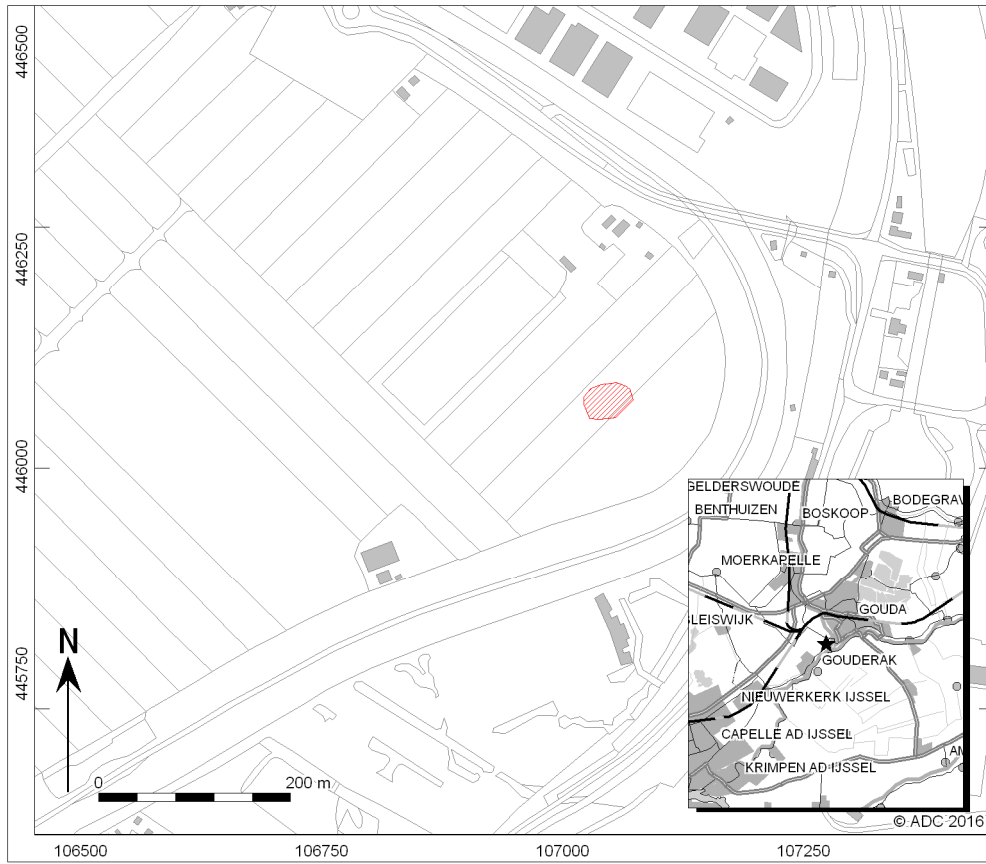 446500
446250
446000
445750
N
0 200 m
GELDERSWOUDE
BENTHUIZEN
BOSKOOP
BODEGRAV
MOERKAPELLE
GOUDA
BLEISWIJK
GOUDERAK
NIEUWERKERK IJSSEL
CAPELLE AD IJSSEL
AM
KRIMPEN AD IJSSEL
© ADC 2016
106500 106750 107000 107250